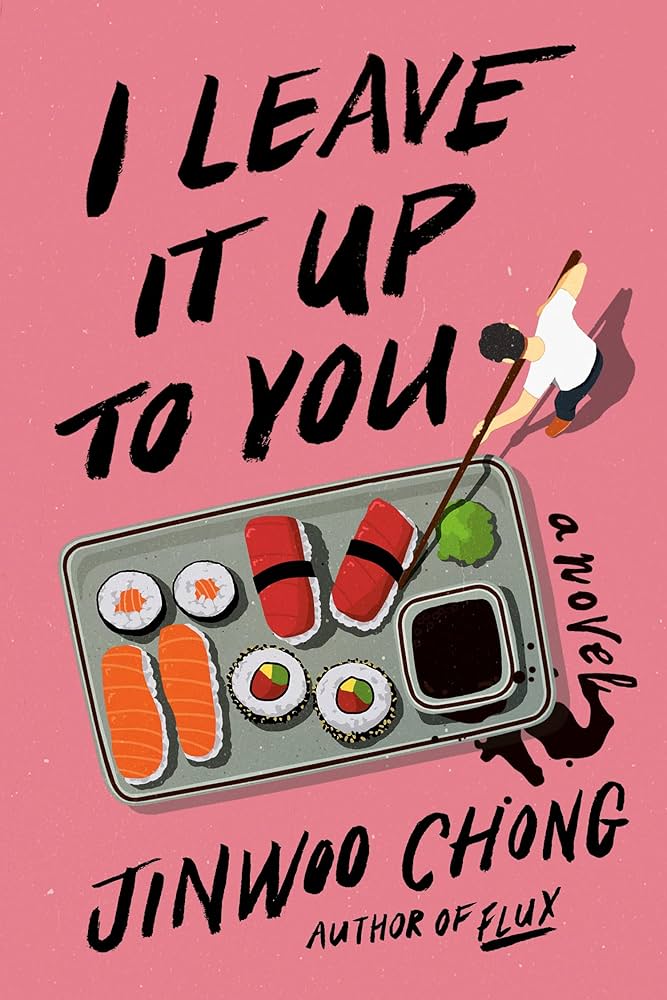 I LEAVE
IT UP
TO YOU
a novel
JINWOO CHONG
AUTHOR OF FLUX